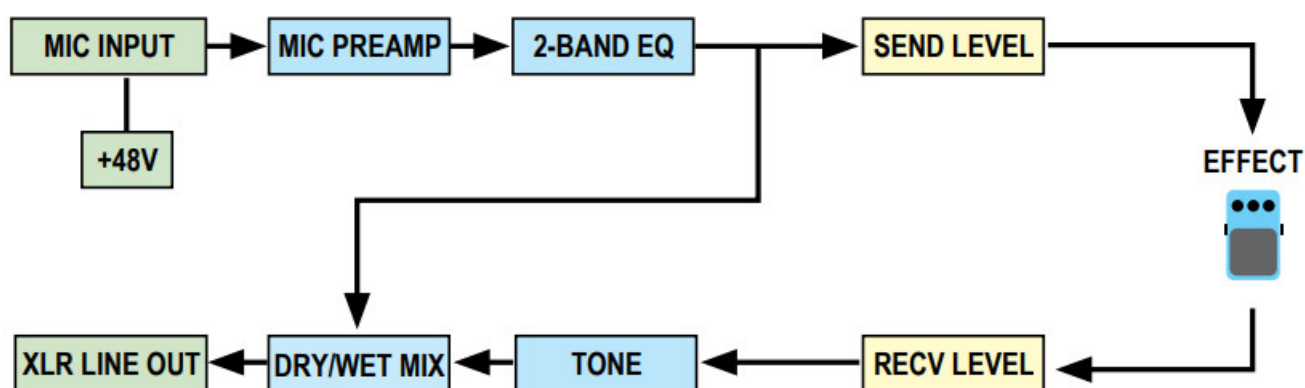 MIC INPUT
MIC PREAMP
2-BAND EQ
SEND LEVEL
+48V
EFFECT
XLR LINE OUT
DRY/WET MIX
TONE
RECV LEVEL